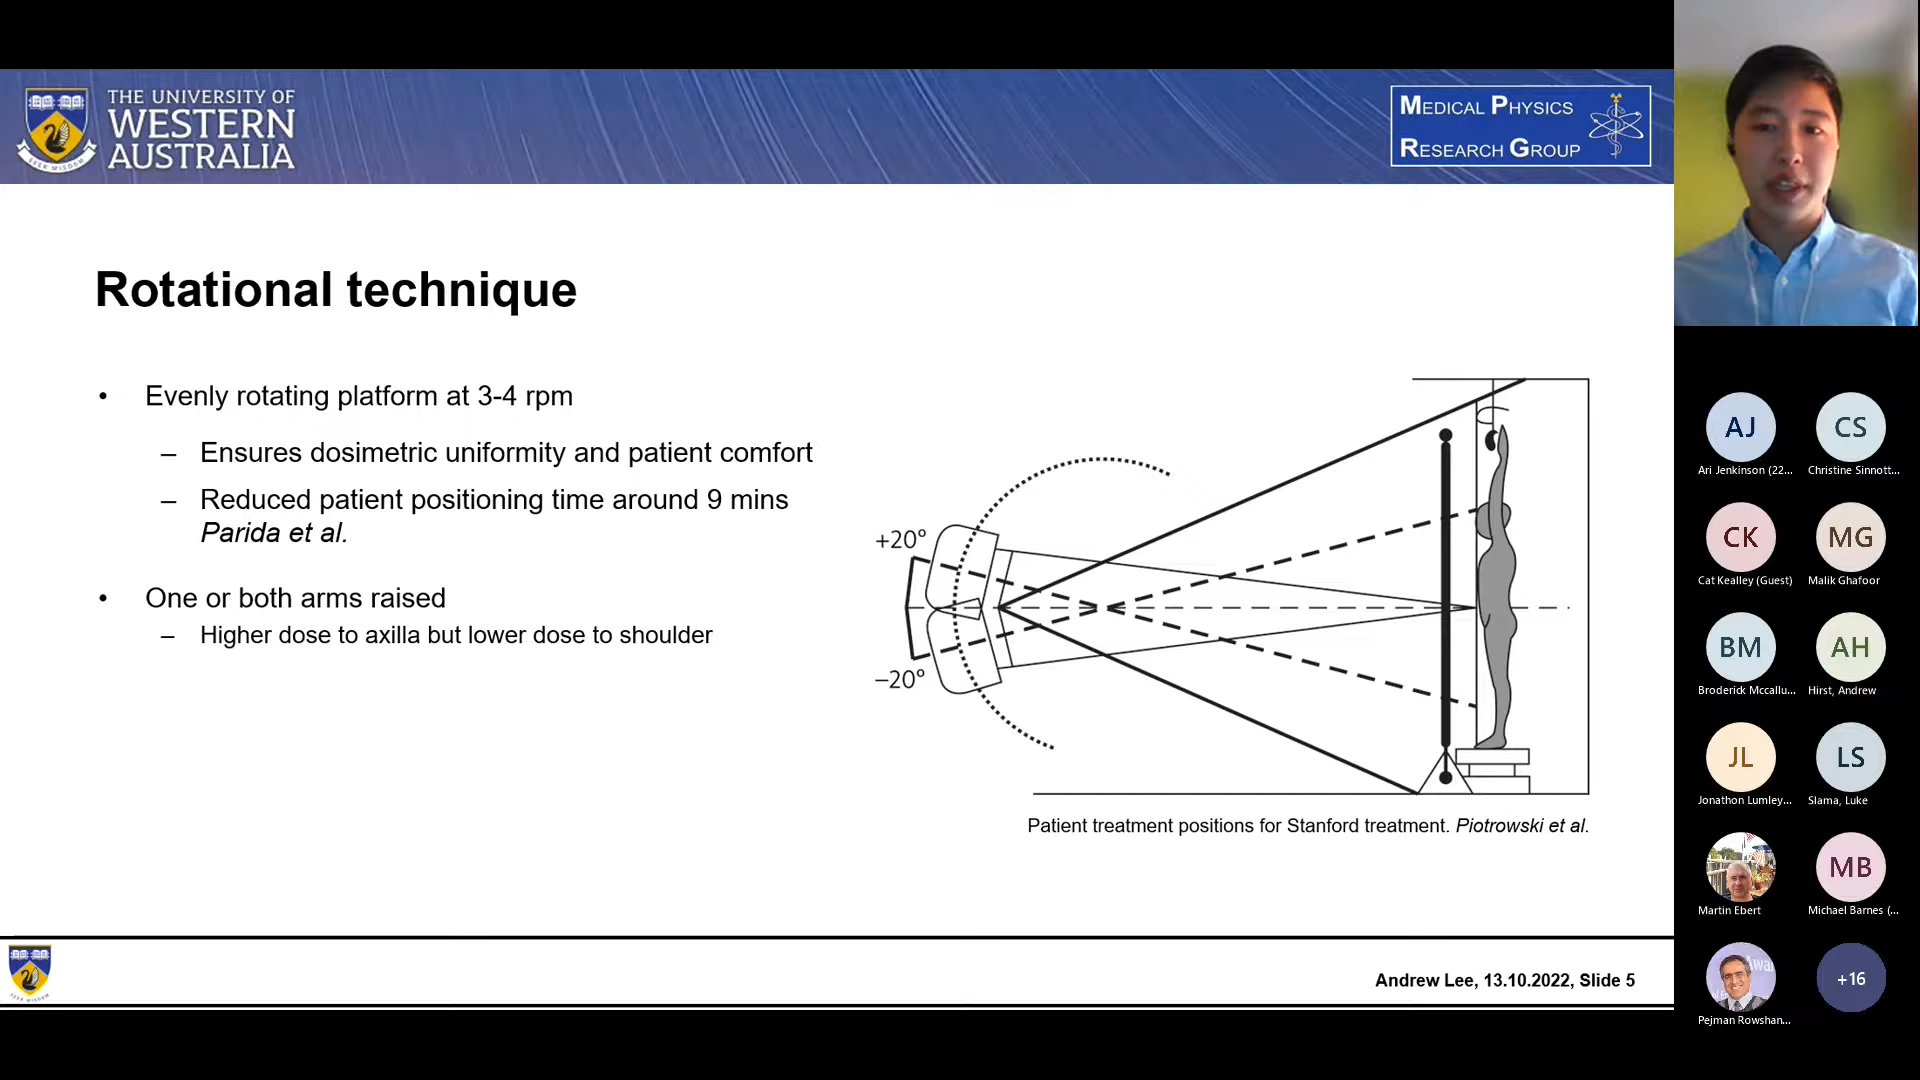 THE UNIVERSITY OF
WESTERN
AUSTRALIA
MEDICAL PHYSICS
RESEARCH GROUP
Rotational technique
• Evenly rotating platform at 3-4 rpm
– Ensures dosimetric uniformity and patient comfort
– Reduced patient positioning time around 9 mins
Parida et al.
• One or both arms raised
– Higher dose to axilla but lower dose to shoulder
+20°
–20°
Patient treatment positions for Stanford treatment. Piotrowski et al.
Andrew Lee, 13.10.2022, Slide 5
AJ
Ari Jenkinson (22...
CS
Christine Sinnott...
CK
Cat Kealley (Guest)
MG
Malik Ghafoor
BM
Broderick Mccallu...
AH
Hirst, Andrew
JL
Jonathon Lumley...
LS
Slama, Luke
Martin Ebert
MB
Michael Barnes (...
Pejman Rowshan...
+16